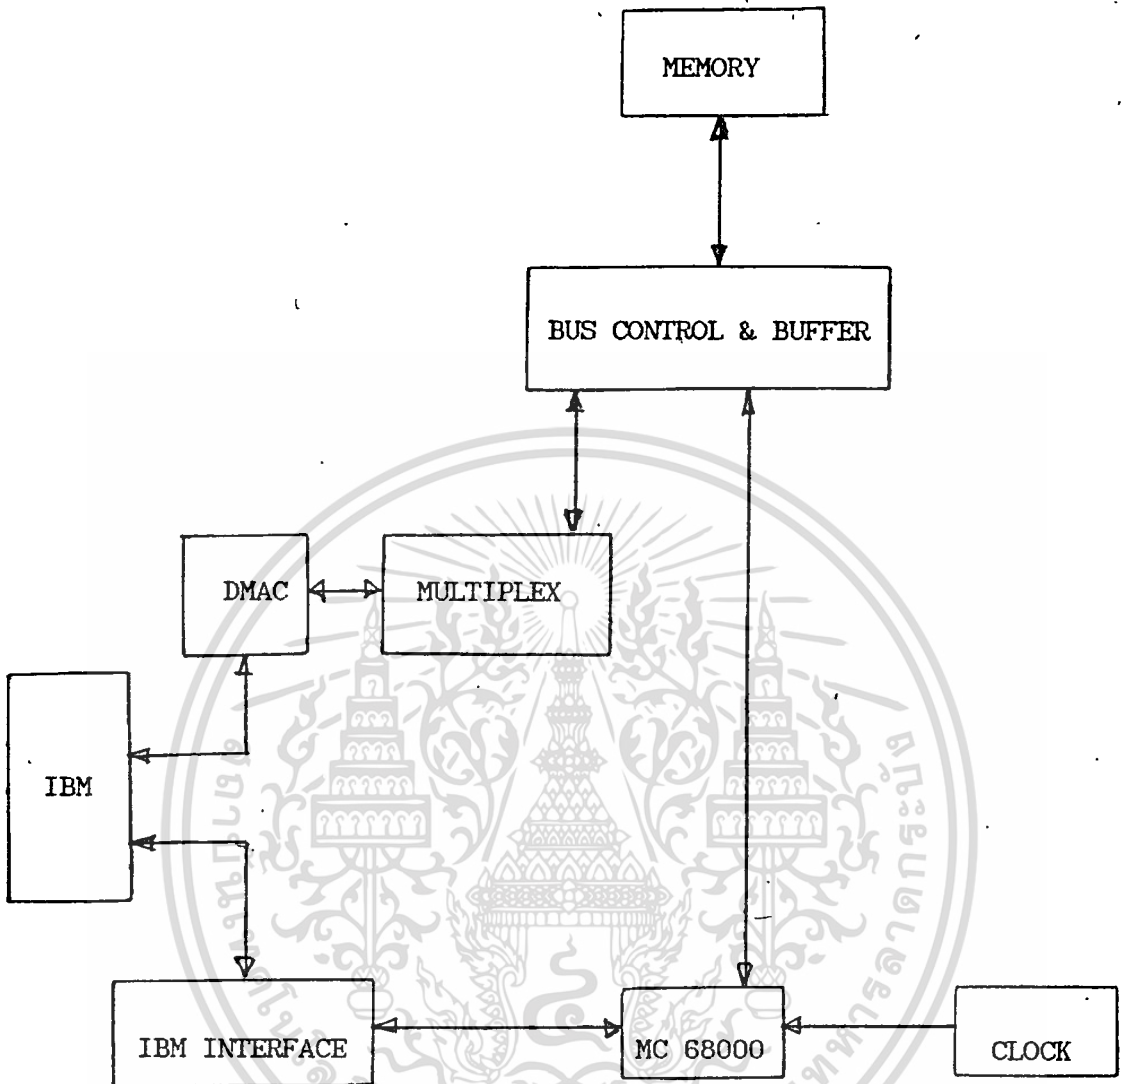 MEMORY
BUS CONTROL & BUFFER
DMAC
MULTIPLEX
IBM
IBM INTERFACE
MC 68000
CLOCK